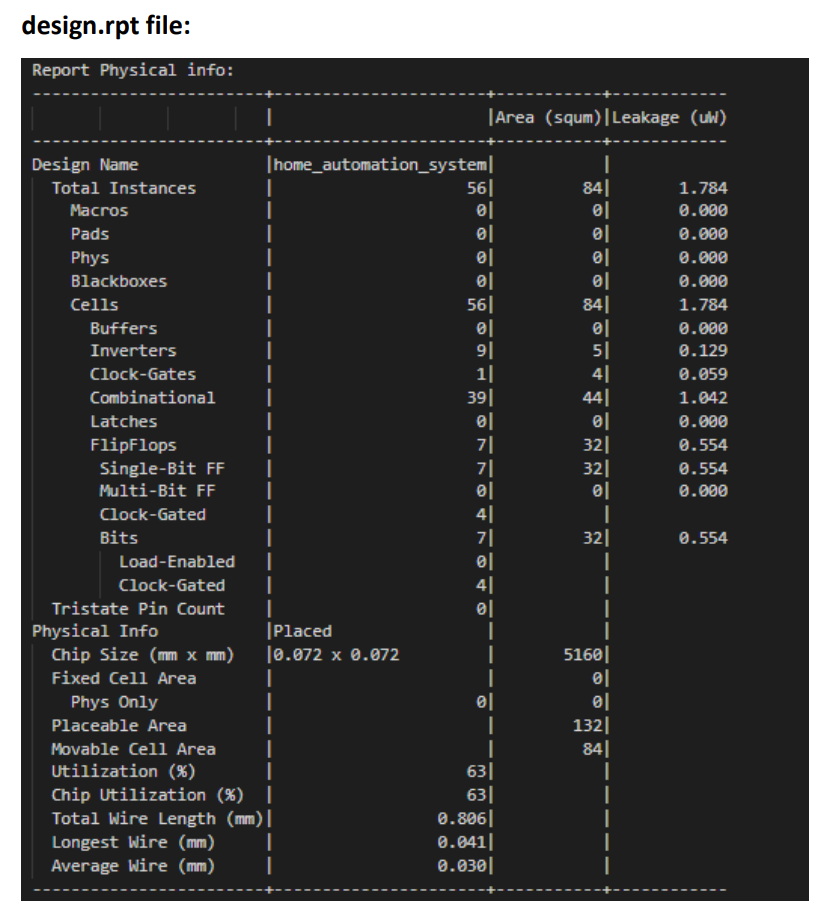 design.rpt file:
Report Physical info:
------------------------+----------------------+-----------+------------
| | | | | |Area (squm)|Leakage (uW)
------------------------+----------------------+-----------+------------
Design Name |home_automation_system| |
Total Instances | 56| 84| 1.784
Macros | 0| 0| 0.000
Pads | 0| 0| 0.000
Phys | 0| 0| 0.000
Blackboxes | 0| 0| 0.000
Cells | 56| 84| 1.784
Buffers | 0| 0| 0.000
Inverters | 9| 5| 0.129
Clock-Gates | 1| 4| 0.059
Combinational | 39| 44| 1.042
Latches | 0| 0| 0.000
FlipFlops | 7| 32| 0.554
Single-Bit FF | 7| 32| 0.554
Multi-Bit FF | 0| 0| 0.000
Clock-Gated | 4| |
Bits | 7| 32| 0.554
Load-Enabled | 0| |
Clock-Gated | 4| |
Tristate Pin Count | 0| |
Physical Info |Placed | |
Chip Size (mm x mm) |0.072 x 0.072 | 5160|
Fixed Cell Area | | 0|
Phys Only | 0| 0|
Placeable Area | | 132|
Movable Cell Area | | 84|
Utilization (%) | 63| |
Chip Utilization (%) | 63| |
Total Wire Length (mm)| 0.806| |
Longest Wire (mm) | 0.041| |
Average Wire (mm) | 0.030| |
------------------------+----------------------+-----------+------------